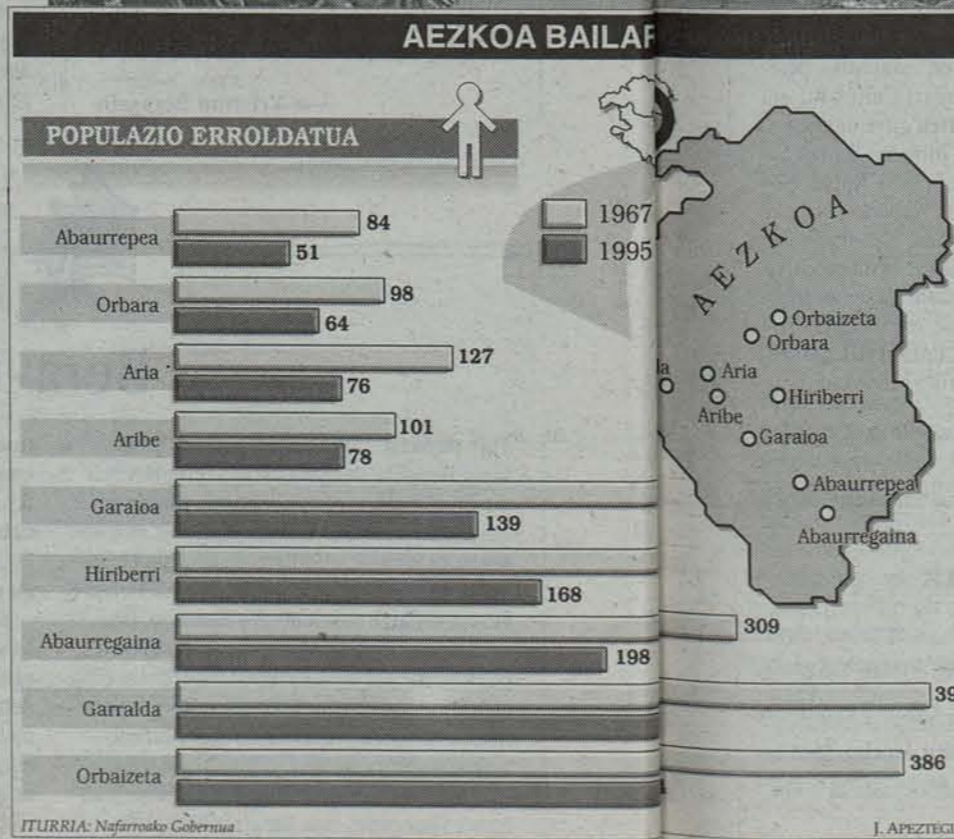 AEZKOA BAILAR
POPULAZIO ERROLDATUA
1967
1995
Abaurrepea 84
51
Orbara 98
64
Aria 127
76
Aribe 101
78
Garaioa
139
Hiriberri
168
Abaurregaina 309
198
Garralda 39
Orbaizeta 386
AEZKOA
Orbaizeta
Orbara
la
Aria
Aribe
Hiriberri
Garaioa
Abaurrepea
Abaurregaina
ITURRIA: Nafarroako Gobernua
J. APEZTEGI